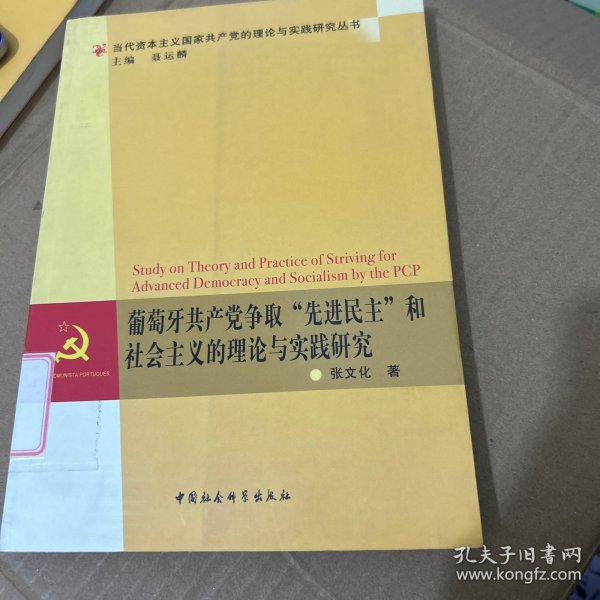 当代资本主义国家共产党的理论与实践研究丛书
主编 聂运麟
Study on Theory and Practice of Striving for
Advanced Democracy and Socialism by the PCP
葡萄牙共产党争取“先进民主”和
社会主义的理论与实践研究
OMUNISTA PORTUGUES
张文化 著
中国社会科学出版社
孔夫子旧书网
www.kongfz.com